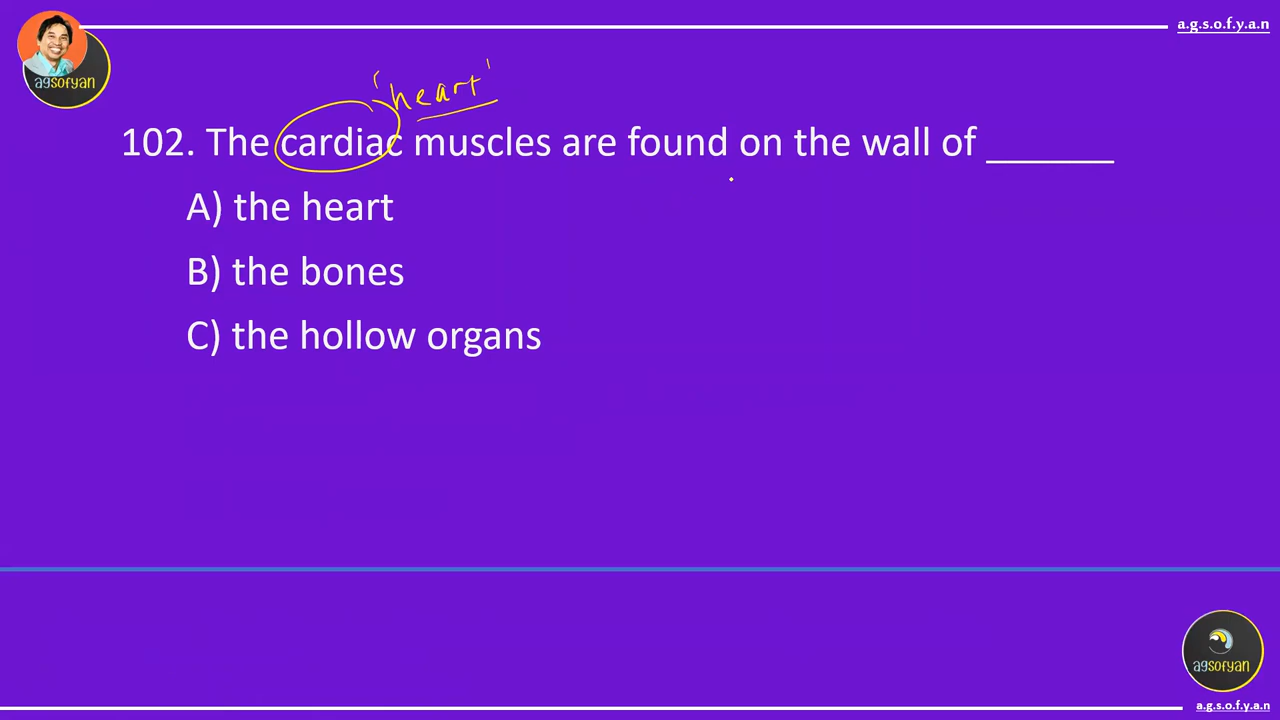 agsofyan
a.g.s.o.f.y.a.n
'heart'
102. The cardiac muscles are found on the wall of _______
A) the heart
B) the bones
C) the hollow organs
agsofyan
a.g.s.o.f.y.a.n